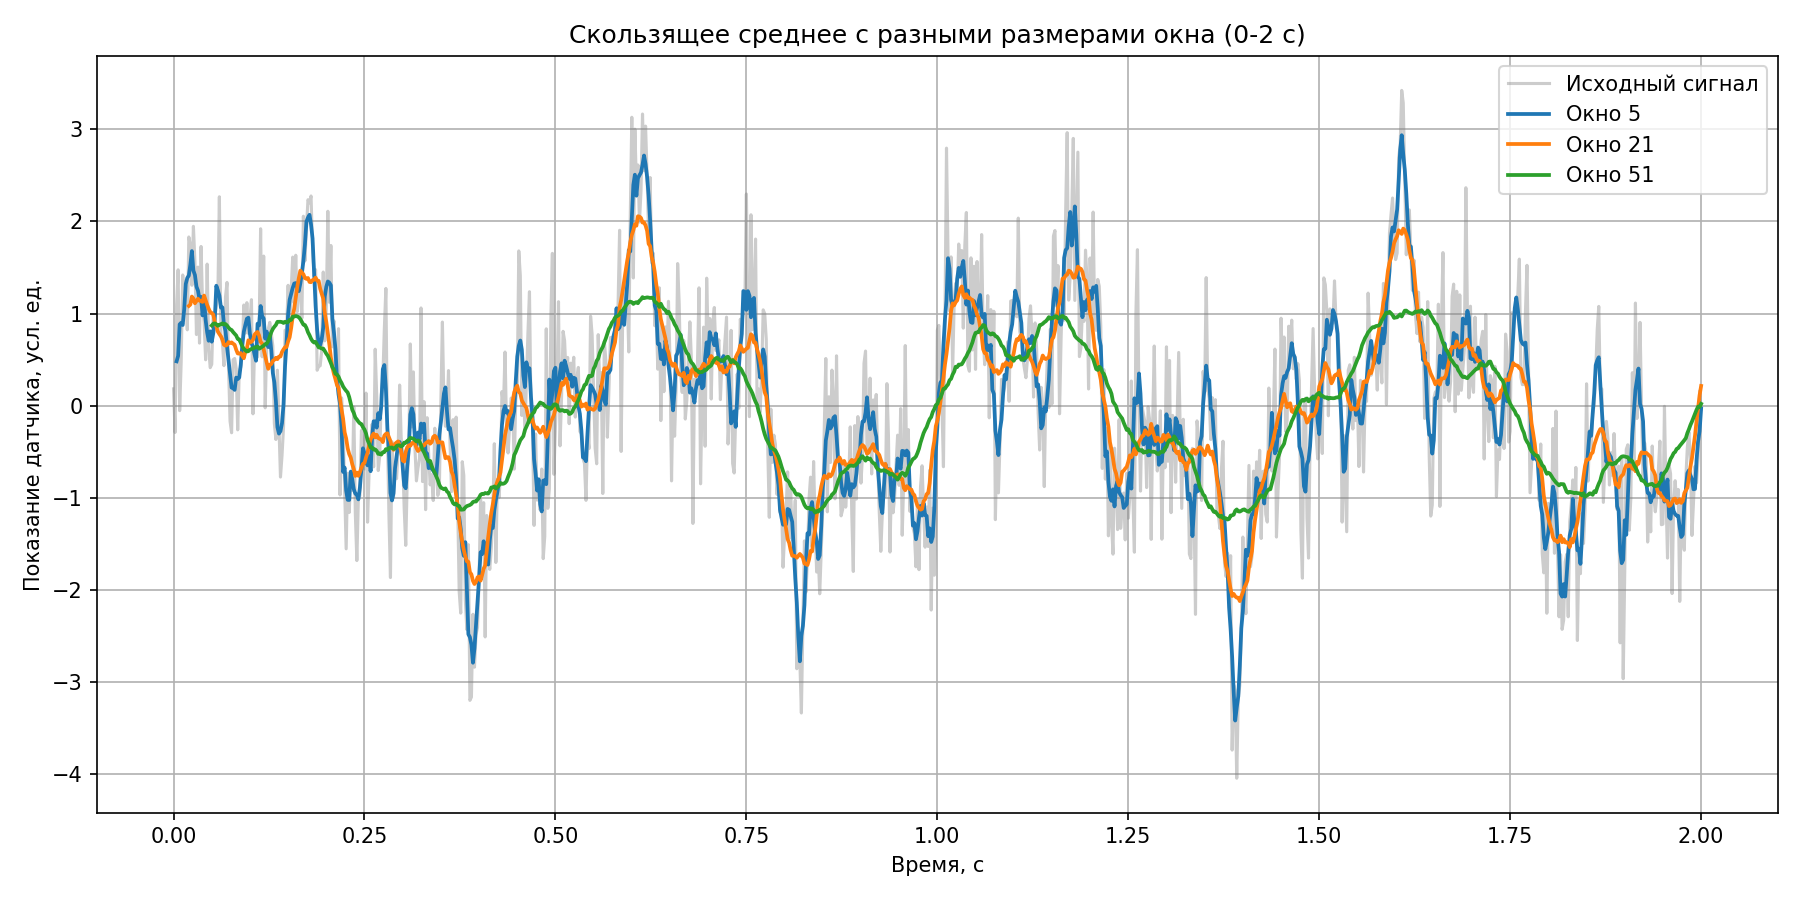 Скользящее среднее с разными размерами окна (0-2 с)
Исходный сигнал
Окно 5
Окно 21
Окно 51
Показание датчика, усл. ед.
3
2
1
0
−1
−2
−3
−4
0.00 0.25 0.50 0.75 1.00 1.25 1.50 1.75 2.00
Время, с